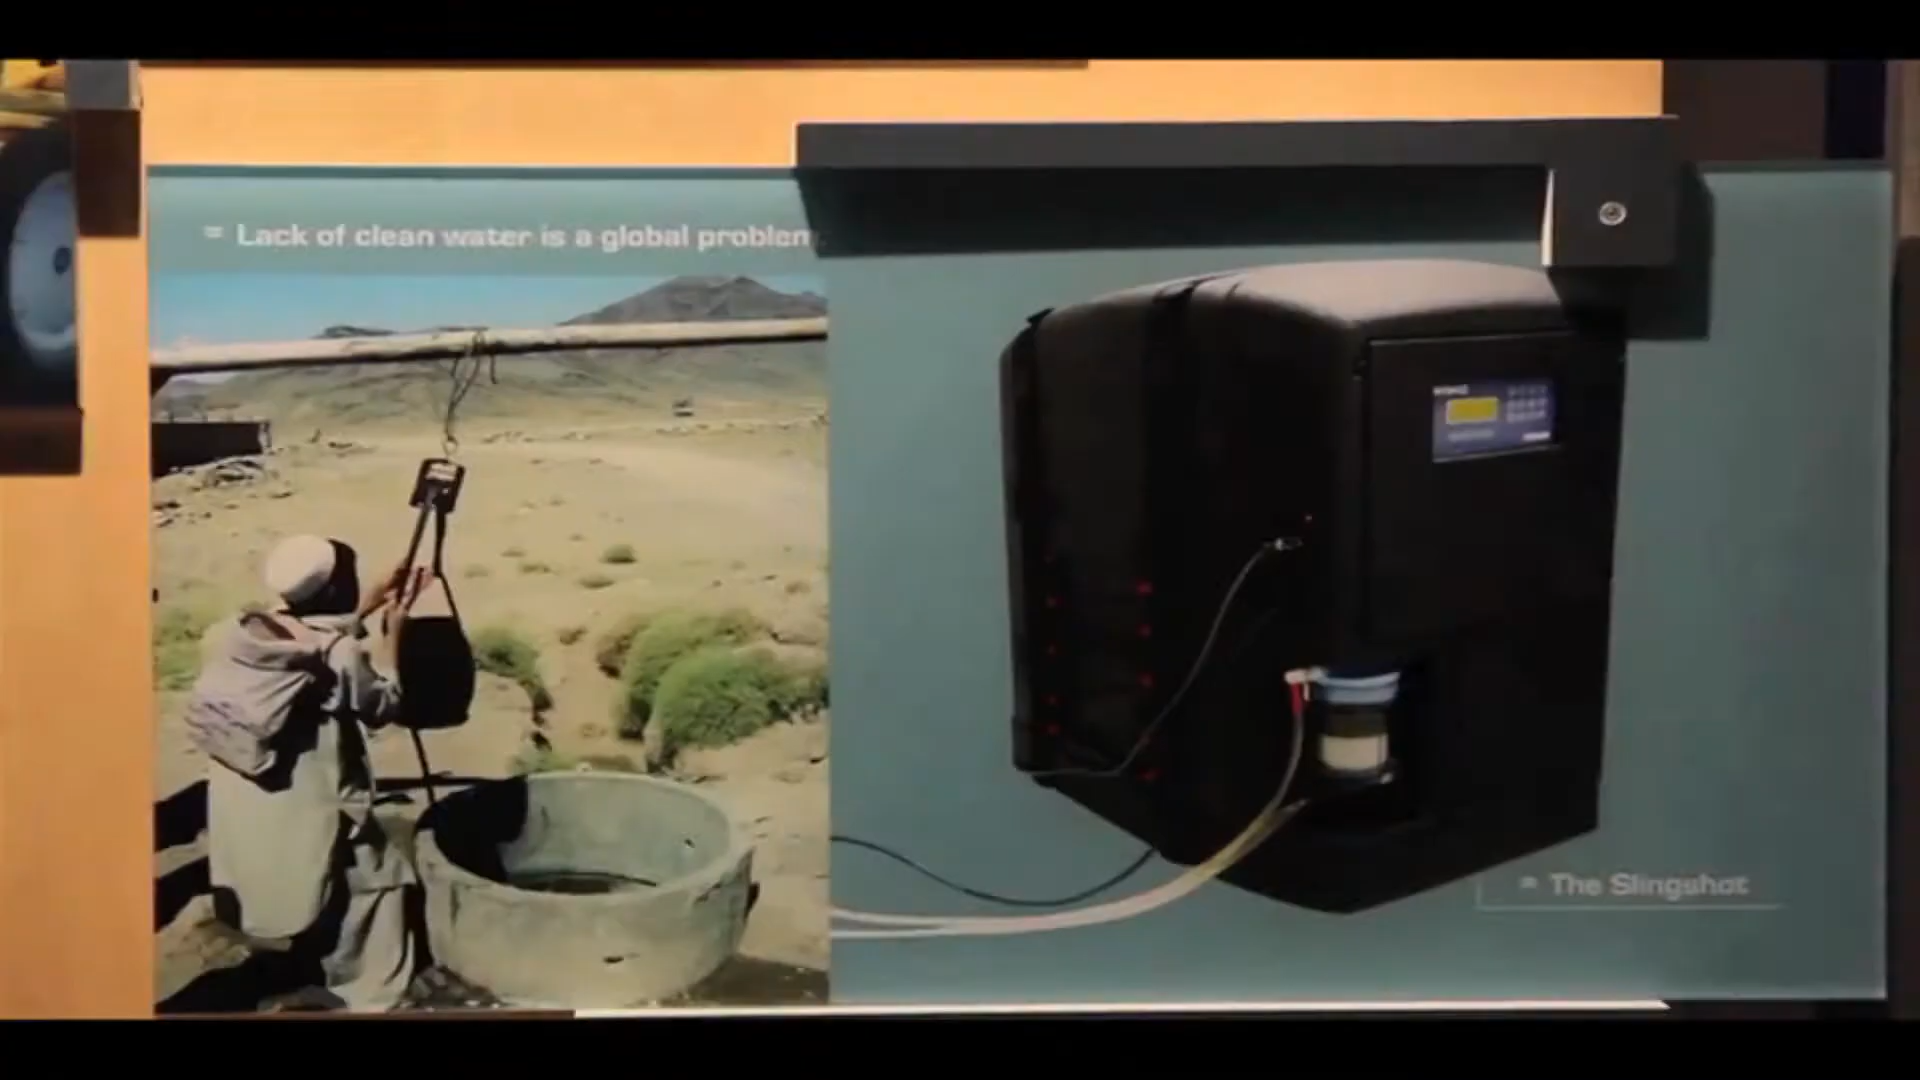 = Lack of clean water is a global problem
= The Slingshot